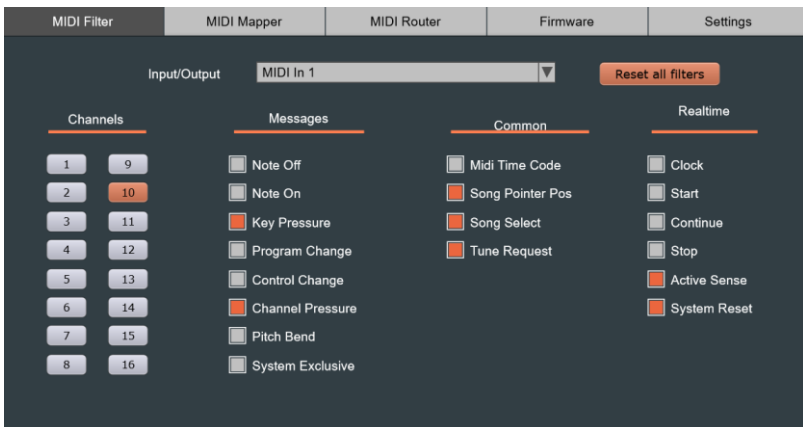 MIDI Filter MIDI Mapper MIDI Router Firmware Settings
Input/Output MIDI In 1 Reset all filters
Channels Messages Common Realtime
1 9 Note Off Midi Time Code Clock
2 10 Note On Song Pointer Pos Start
3 11 Key Pressure Song Select Continue
4 12 Program Change Tune Request Stop
5 13 Control Change Active Sense
6 14 Channel Pressure System Reset
7 15 Pitch Bend
8 16 System Exclusive